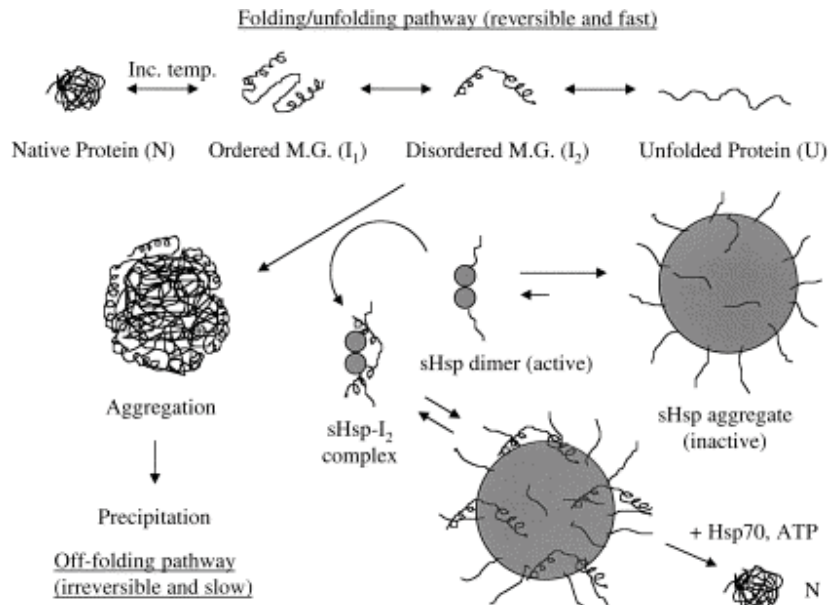 Folding/unfolding pathway (reversible and fast)
Inc. temp.
Native Protein (N)
Ordered M.G. (I₁)
Disordered M.G. (I₂)
Unfolded Protein (U)
sHsp dimer (active)
Aggregation
sHsp-I₂
complex
sHsp aggregate
(inactive)
Precipitation
+ Hsp70, ATP
Off-folding pathway
(irreversible and slow)
N